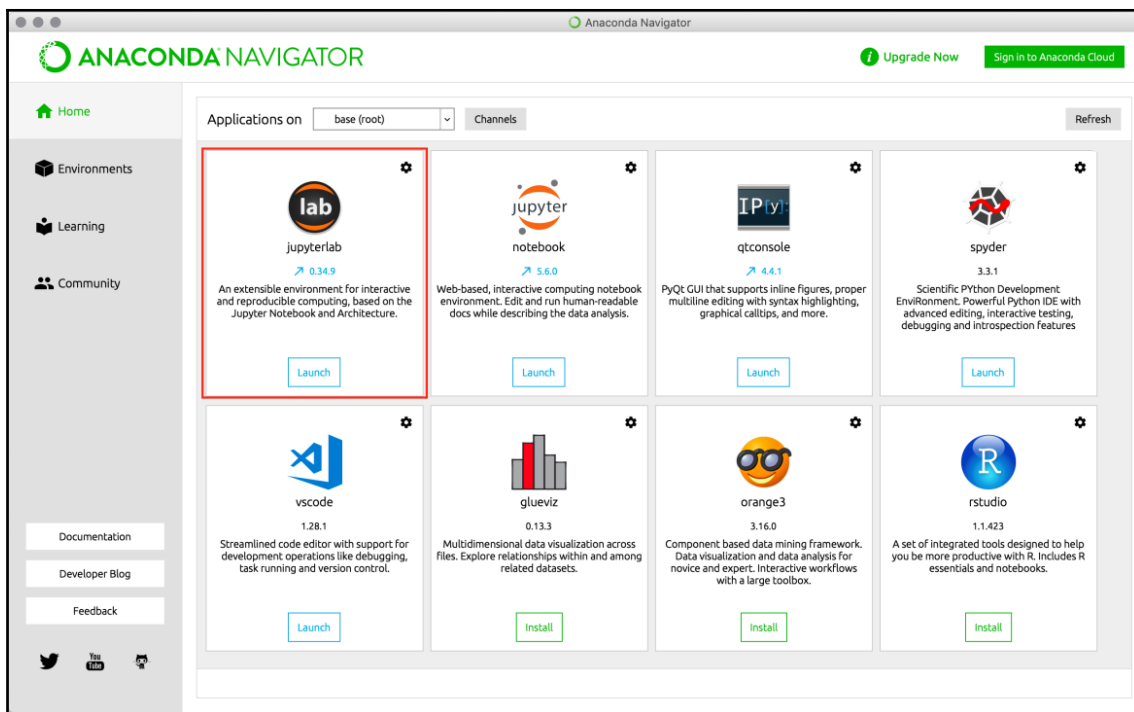 Anaconda Navigator
ANACONDA NAVIGATOR
i Upgrade Now
Sign in to Anaconda Cloud
Home
Environments
Learning
Community
Documentation
Developer Blog
Feedback
You Tube
Applications on
base (root)
Channels
Refresh
lab
jupyterlab
0.34.9
An extensible environment for interactive
and reproducible computing, based on the
Jupyter Notebook and Architecture.
Launch
jupyter
notebook
5.6.0
Web-based, interactive computing notebook
environment. Edit and run human-readable
docs while describing the data analysis.
Launch
IP[y]:
qtconsole
4.4.1
PyQt GUI that supports inline figures, proper
multiline editing with syntax highlighting,
graphical calltips, and more.
Launch
spyder
3.3.1
Scientific PYthon Development
EnviRonment. Powerful Python IDE with
advanced editing, interactive testing,
debugging and introspection features
Launch
vscode
1.28.1
Streamlined code editor with support for
development operations like debugging,
task running and version control.
Launch
glueviz
0.13.3
Multidimensional data visualization across
files. Explore relationships within and among
related datasets.
Install
orange3
3.16.0
Component based data mining framework.
Data visualization and data analysis for
novice and expert. Interactive workflows
with a large toolbox.
Install
R
rstudio
1.1.423
A set of integrated tools designed to help
you be more productive with R. Includes R
essentials and notebooks.
Install